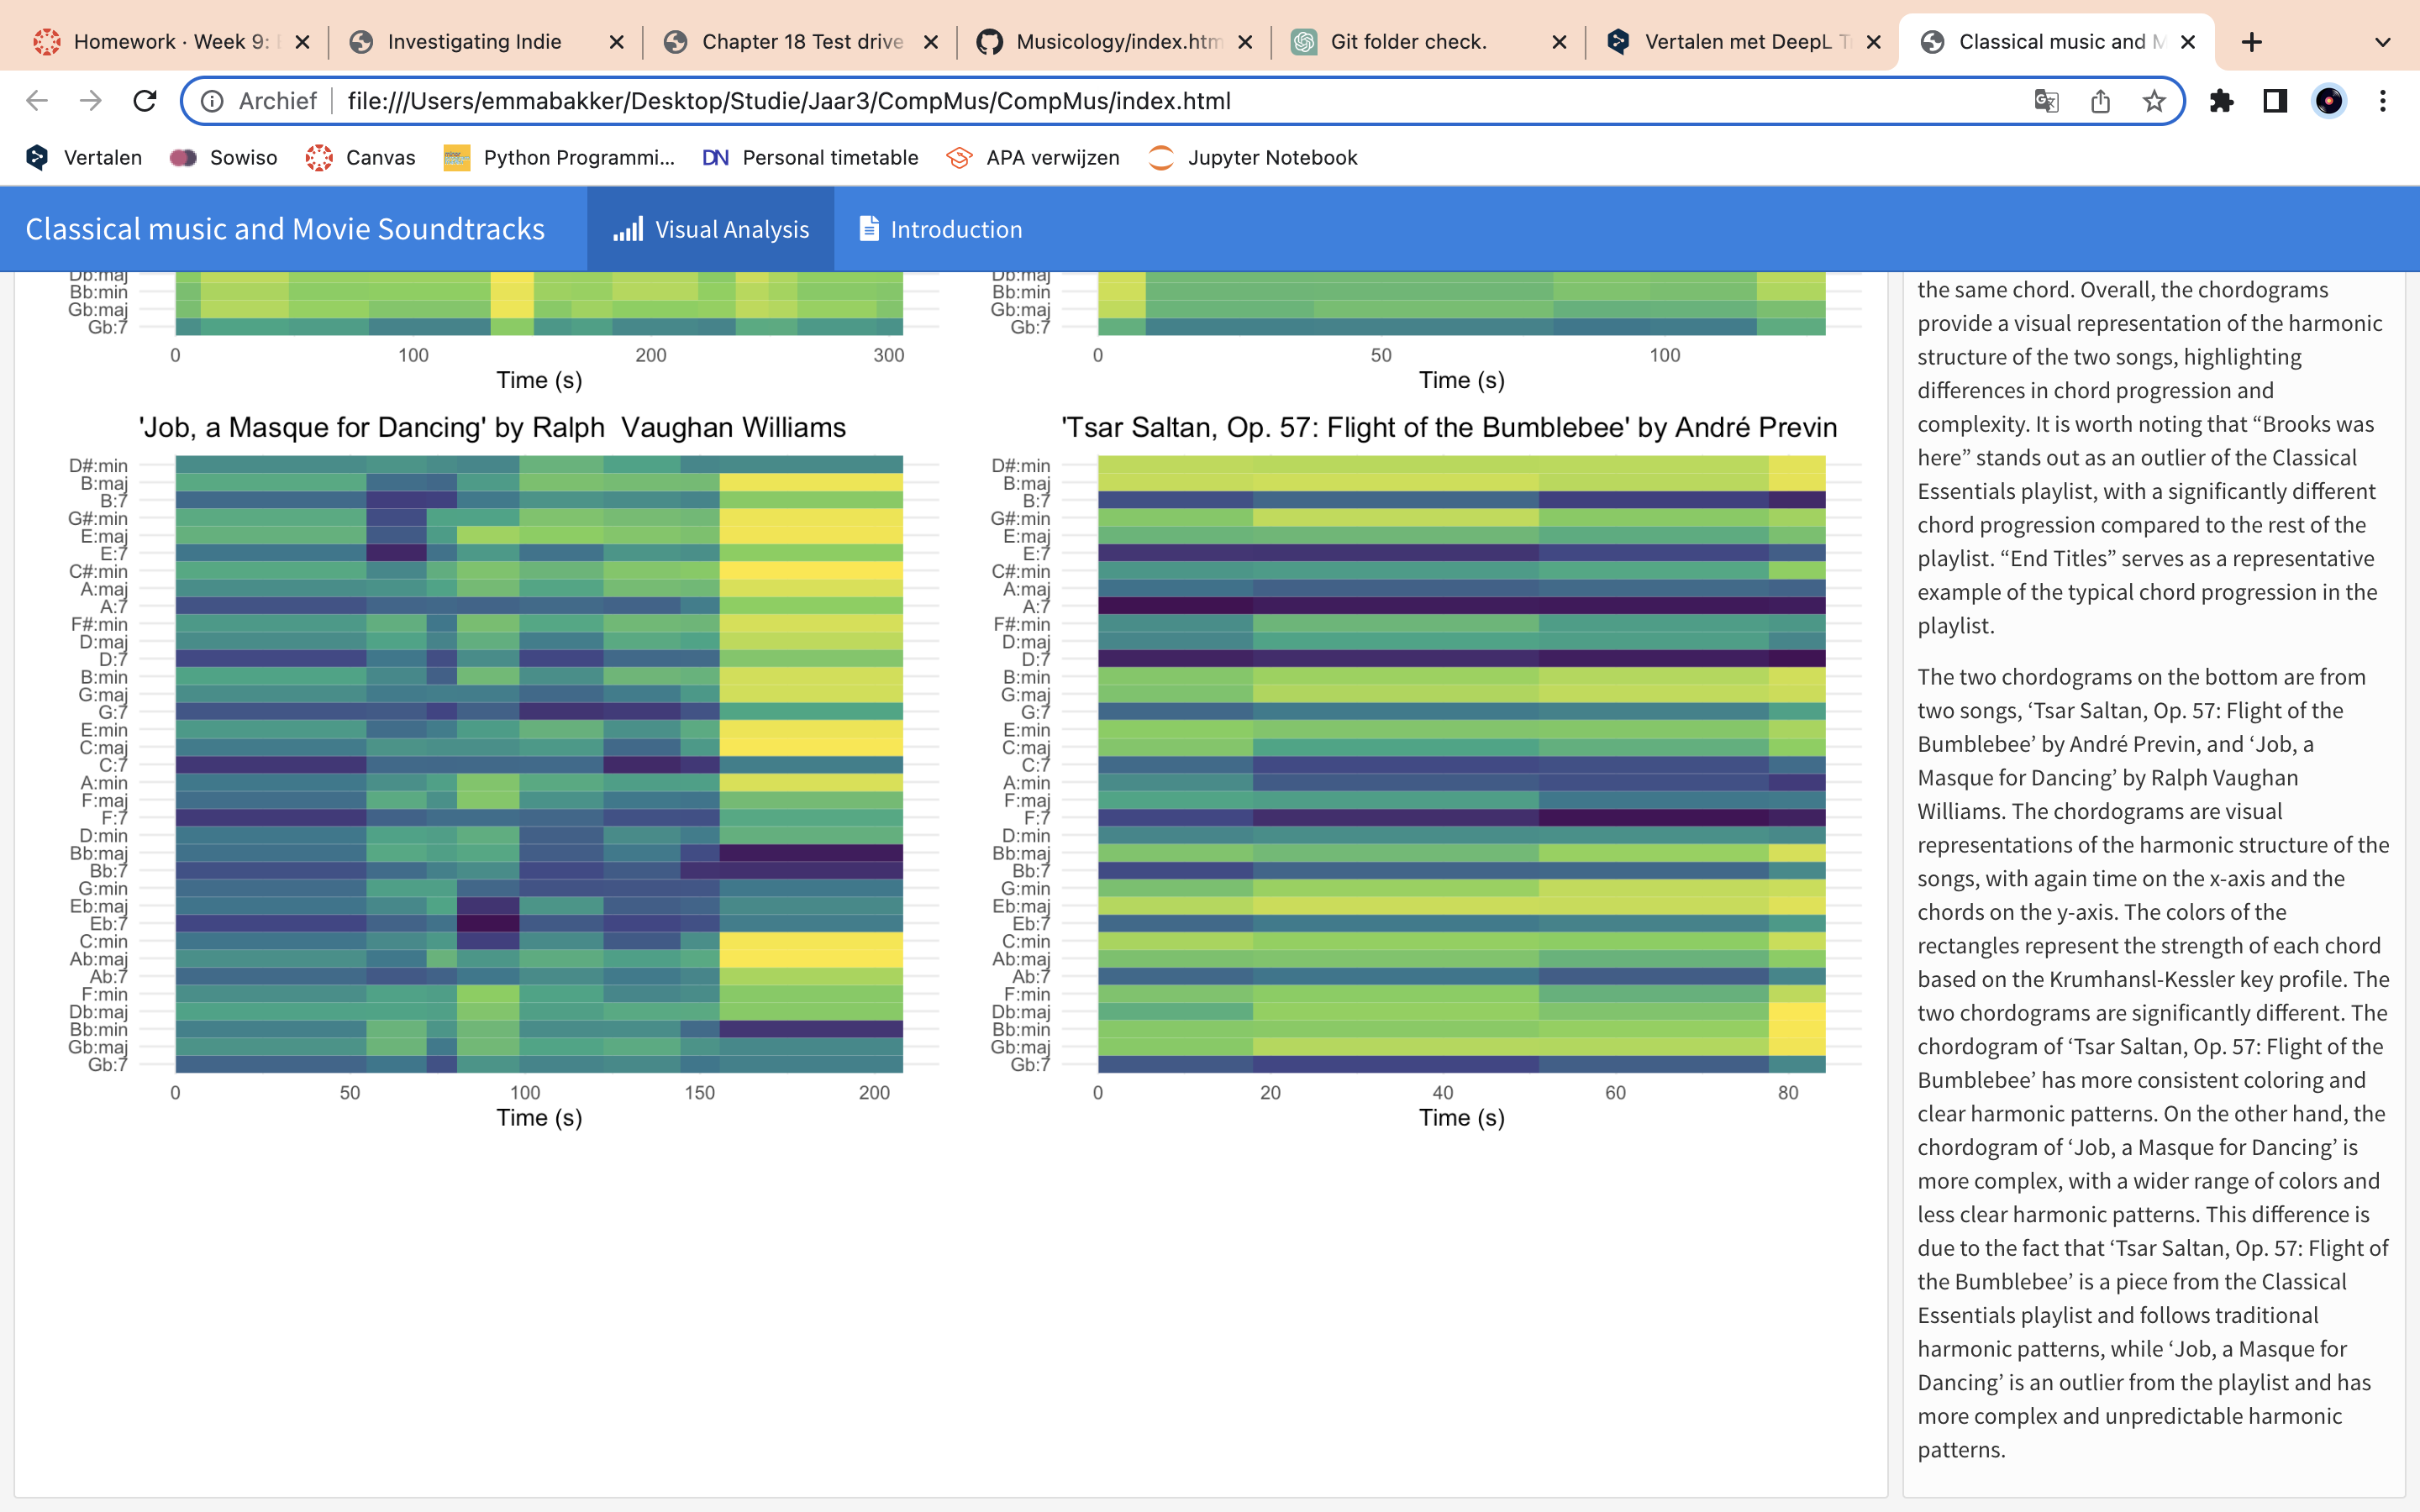 Homework · Week 9:
Investigating Indie
Chapter 18 Test drive
Musicology/index.htm
Git folder check.
Vertalen met DeepL T
Classical music and M
Archief
file:///Users/emmabakker/Desktop/Studie/Jaar3/CompMus/CompMus/index.html
Vertalen
Sowiso
Canvas
Python Programmi...
DN Personal timetable
APA verwijzen
Jupyter Notebook
Classical music and Movie Soundtracks
Visual Analysis
Introduction
Db:maj
Bb:min
Gb:maj
Gb:7
0 100 200 300
Time (s)
Db:maj
Bb:min
Gb:maj
Gb:7
0 50 100
Time (s)
'Job, a Masque for Dancing' by Ralph  Vaughan Williams
D#:min
B:maj
B:7
G#:min
E:maj
E:7
C#:min
A:maj
A:7
F#:min
D:maj
D:7
B:min
G:maj
G:7
E:min
C:maj
C:7
A:min
F:maj
F:7
D:min
Bb:maj
Bb:7
G:min
Eb:maj
Eb:7
C:min
Ab:maj
Ab:7
F:min
Db:maj
Bb:min
Gb:maj
Gb:7
0 50 100 150 200
Time (s)
'Tsar Saltan, Op. 57: Flight of the Bumblebee' by André Previn
D#:min
B:maj
B:7
G#:min
E:maj
E:7
C#:min
A:maj
A:7
F#:min
D:maj
D:7
B:min
G:maj
G:7
E:min
C:maj
C:7
A:min
F:maj
F:7
D:min
Bb:maj
Bb:7
G:min
Eb:maj
Eb:7
C:min
Ab:maj
Ab:7
F:min
Db:maj
Bb:min
Gb:maj
Gb:7
0 20 40 60 80
Time (s)
the same chord. Overall, the chordograms
provide a visual representation of the harmonic
structure of the two songs, highlighting
differences in chord progression and
complexity. It is worth noting that “Brooks was
here” stands out as an outlier of the Classical
Essentials playlist, with a significantly different
chord progression compared to the rest of the
playlist. “End Titles” serves as a representative
example of the typical chord progression in the
playlist.
The two chordograms on the bottom are from
two songs, ‘Tsar Saltan, Op. 57: Flight of the
Bumblebee’ by André Previn, and ‘Job, a
Masque for Dancing’ by Ralph Vaughan
Williams. The chordograms are visual
representations of the harmonic structure of the
songs, with again time on the x-axis and the
chords on the y-axis. The colors of the
rectangles represent the strength of each chord
based on the Krumhansl-Kessler key profile. The
two chordograms are significantly different. The
chordogram of ‘Tsar Saltan, Op. 57: Flight of the
Bumblebee’ has more consistent coloring and
clear harmonic patterns. On the other hand, the
chordogram of ‘Job, a Masque for Dancing’ is
more complex, with a wider range of colors and
less clear harmonic patterns. This difference is
due to the fact that ‘Tsar Saltan, Op. 57: Flight of
the Bumblebee’ is a piece from the Classical
Essentials playlist and follows traditional
harmonic patterns, while ‘Job, a Masque for
Dancing’ is an outlier from the playlist and has
more complex and unpredictable harmonic
patterns.